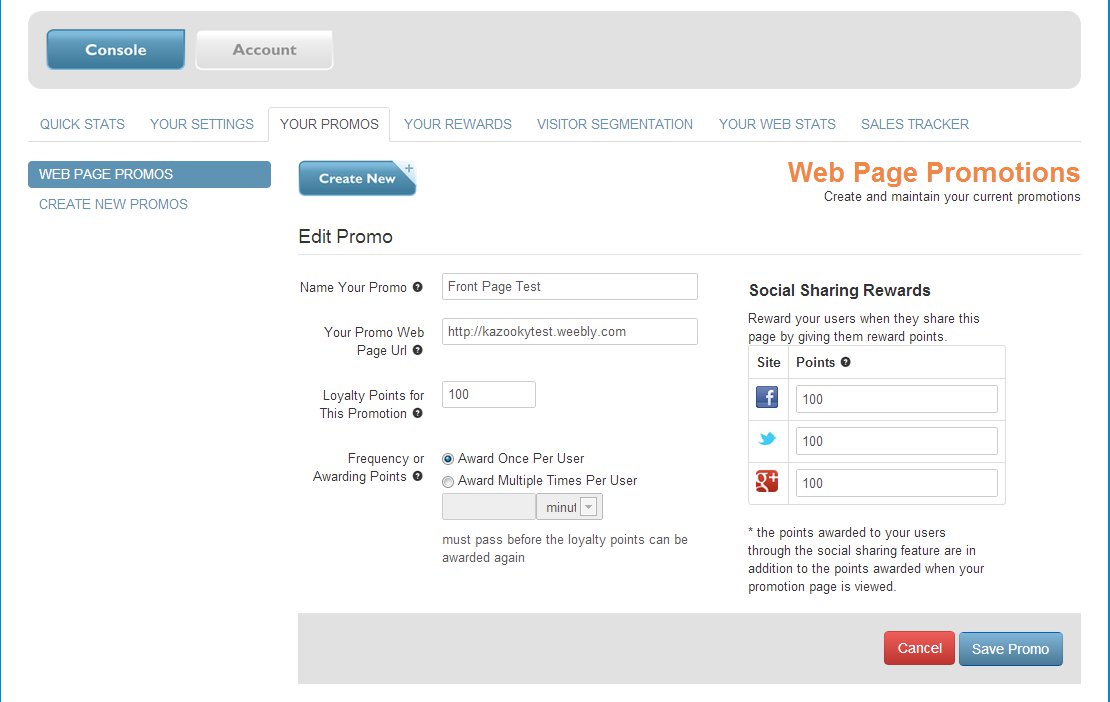 Console
Account
QUICK STATS
YOUR SETTINGS
YOUR PROMOS
YOUR REWARDS
VISITOR SEGMENTATION
YOUR WEB STATS
SALES TRACKER
WEB PAGE PROMOS
CREATE NEW PROMOS
Create New
+
Web Page Promotions
Create and maintain your current promotions
Edit Promo
Name Your Promo ?
Front Page Test
Your Promo Web
Page Url ?
http://kazookytest.weebly.com
Loyalty Points for
This Promotion ?
100
Frequency or
Awarding Points ?
Award Once Per User
Award Multiple Times Per User
minut
must pass before the loyalty points can be
awarded again
Social Sharing Rewards
Reward your users when they share this
page by giving them reward points.
Site Points ?
f 100
100
g+ 100
* the points awarded to your users
through the social sharing feature are in
addition to the points awarded when your
promotion page is viewed.
Cancel
Save Promo